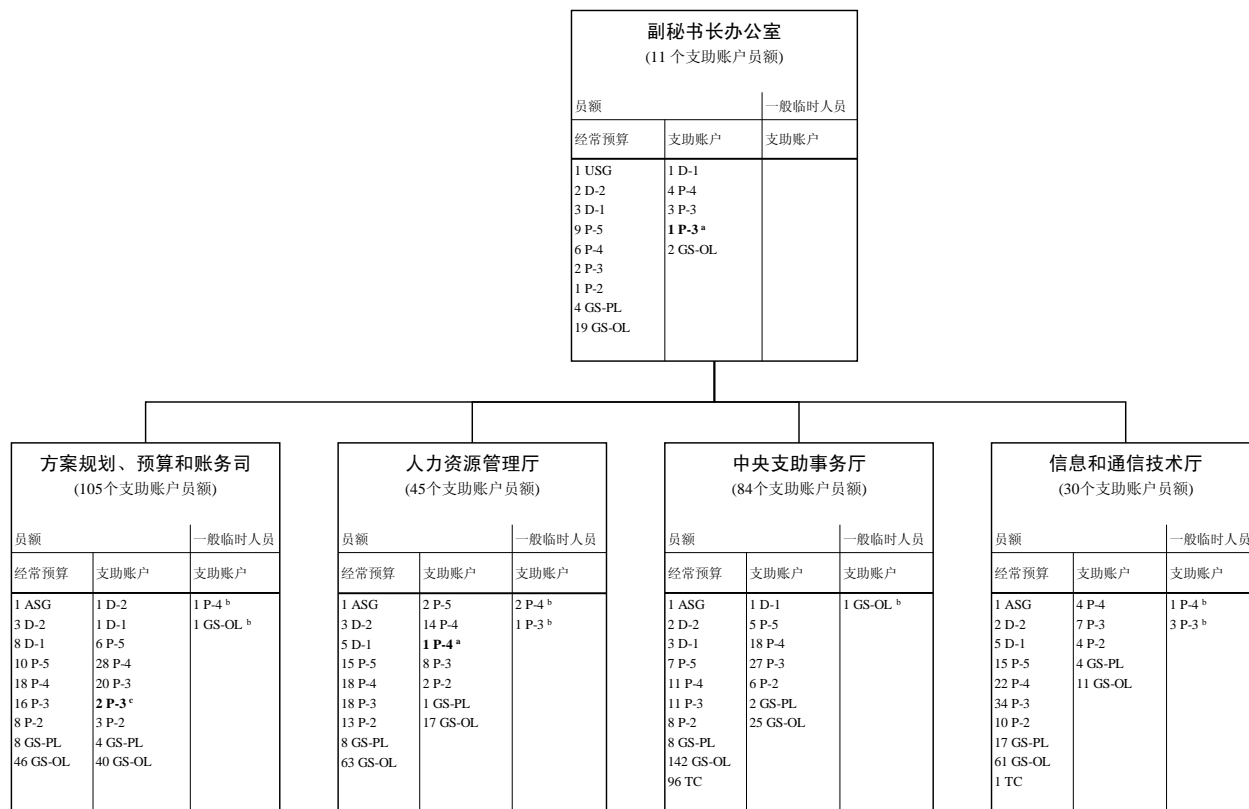 副秘书长办公室
(11 个支助账户员额)
员额 一般临时人员
经常预算 支助账户 支助账户
1 USG 1 D-1
2 D-2 4 P-4
3 D-1 3 P-3
9 P-5 1 P-3 ᵃ
6 P-4 2 GS-OL
2 P-3
1 P-2
4 GS-PL
19 GS-OL
方案规划、预算和账务司
(105个支助账户员额)
员额 一般临时人员
经常预算 支助账户 支助账户
1 ASG 1 D-2 1 P-4 ᵇ
3 D-2 1 D-1 1 GS-OL ᵇ
8 D-1 6 P-5
10 P-5 28 P-4
18 P-4 20 P-3
16 P-3 2 P-3 ᶜ
8 P-2 3 P-2
8 GS-PL 4 GS-PL
46 GS-OL 40 GS-OL
人力资源管理厅
(45个支助账户员额)
员额 一般临时人员
经常预算 支助账户 支助账户
1 ASG 2 P-5 2 P-4 ᵇ
3 D-2 14 P-4 1 P-3 ᵇ
5 D-1 1 P-4 ᵃ
15 P-5 8 P-3
18 P-4 2 P-2
18 P-3 1 GS-PL
13 P-2 17 GS-OL
8 GS-PL
63 GS-OL
中央支助事务厅
(84个支助账户员额)
员额 一般临时人员
经常预算 支助账户 支助账户
1 ASG 1 D-1 1 GS-OL ᵇ
2 D-2 5 P-5
3 D-1 18 P-4
7 P-5 27 P-3
11 P-4 6 P-2
11 P-3 2 GS-PL
8 P-2 25 GS-OL
8 GS-PL
142 GS-OL
96 TC
信息和通信技术厅
(30个支助账户员额)
员额 一般临时人员
经常预算 支助账户 支助账户
1 ASG 4 P-4 1 P-4 ᵇ
2 D-2 7 P-3 3 P-3 ᵇ
5 D-1 4 P-2
15 P-5 4 GS-PL
22 P-4 11 GS-OL
34 P-3
10 P-2
17 GS-PL
61 GS-OL
1 TC